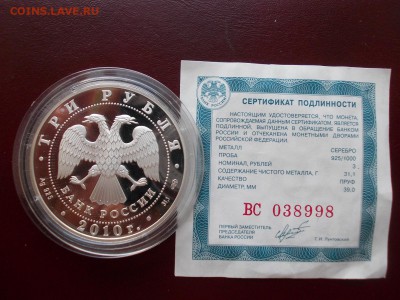 COINS.LAVE.RU
ТРИ РУБЛЯ
БАНК РОССИИ
2010 г.
СЕРТИФИКАТ ПОДЛИННОСТИ
НАСТОЯЩИМ УДОСТОВЕРЯЕТСЯ, ЧТО МОНЕТА,
СОПРОВОЖДАЕМАЯ ДАННЫМ СЕРТИФИКАТОМ, ЯВЛЯЕТСЯ
ПОДЛИННОЙ, ВЫПУЩЕНА В ОБРАЩЕНИЕ БАНКОМ
РОССИИ И ОТЧЕКАНЕНА МОНЕТНЫМИ ДВОРАМИ
РОССИЙСКОЙ ФЕДЕРАЦИИ.
МЕТАЛЛ СЕРЕБРО
ПРОБА 925/1000
НОМИНАЛ, РУБЛЕЙ 3
СОДЕРЖАНИЕ ЧИСТОГО МЕТАЛЛА, Г 31,1
КАЧЕСТВО ПРУФ
ДИАМЕТР, ММ 39,0
ВС 038998
ПЕРВЫЙ ЗАМЕСТИТЕЛЬ
ПРЕДСЕДАТЕЛЯ
БАНКА РОССИИ